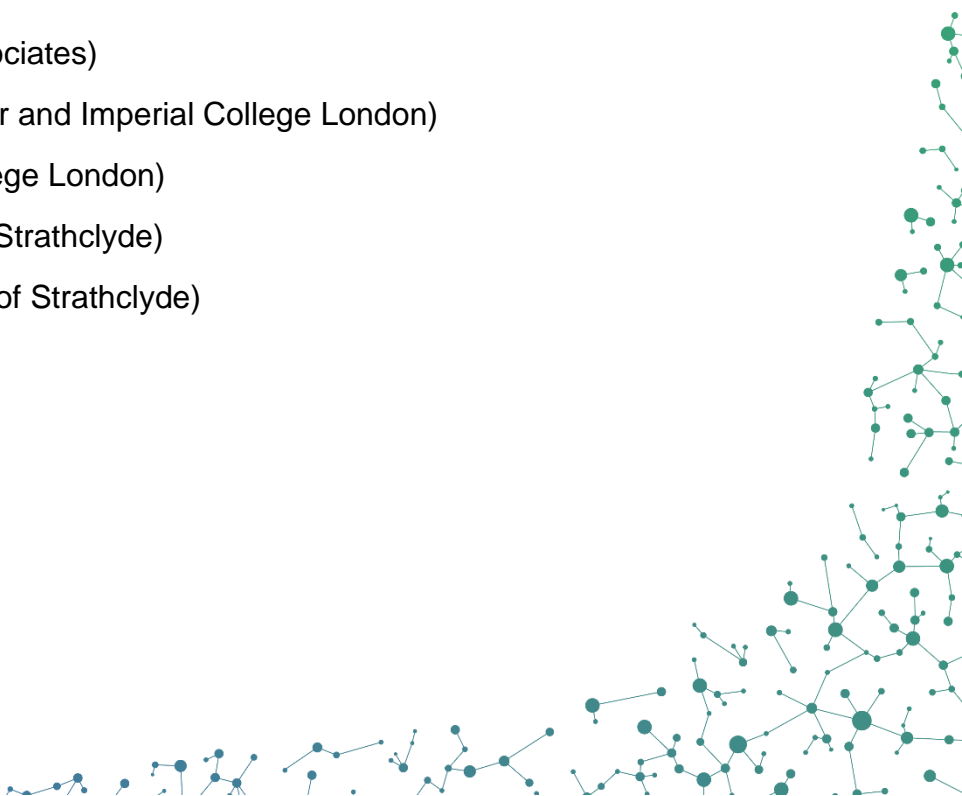 ociates)
r and Imperial College London)
ege London)
Strathclyde)
of Strathclyde)